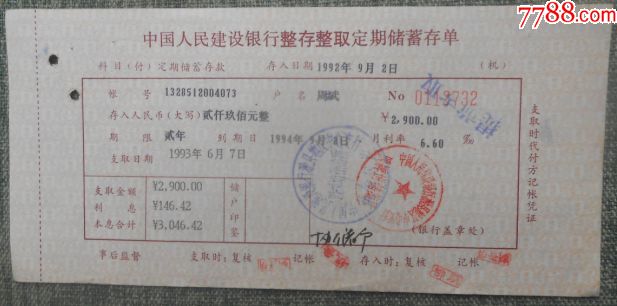 7788.com
中国人民建设银行整存整取定期储蓄存单
科目（付）定期储蓄存款 存入日期 1992年 9月 2日 （机）
帐 号 1328512004073 户 名 周斌 No 0119732
存入人民币（大写）贰仟玖佰元整 ¥2,900.00
期 限 贰年 到期日 1994年 9月 2日 月利率 6.60 ‰
支取日期 1993年 6月 7日
支取金额 ¥2,900.00
利 息 ¥146.42
本息合计 ¥3,046.42
储户印鉴
（银行盖章处）
事后监督 支取时：复核 记帐 存入时：复核 记帐
支取时代付方记帐凭证